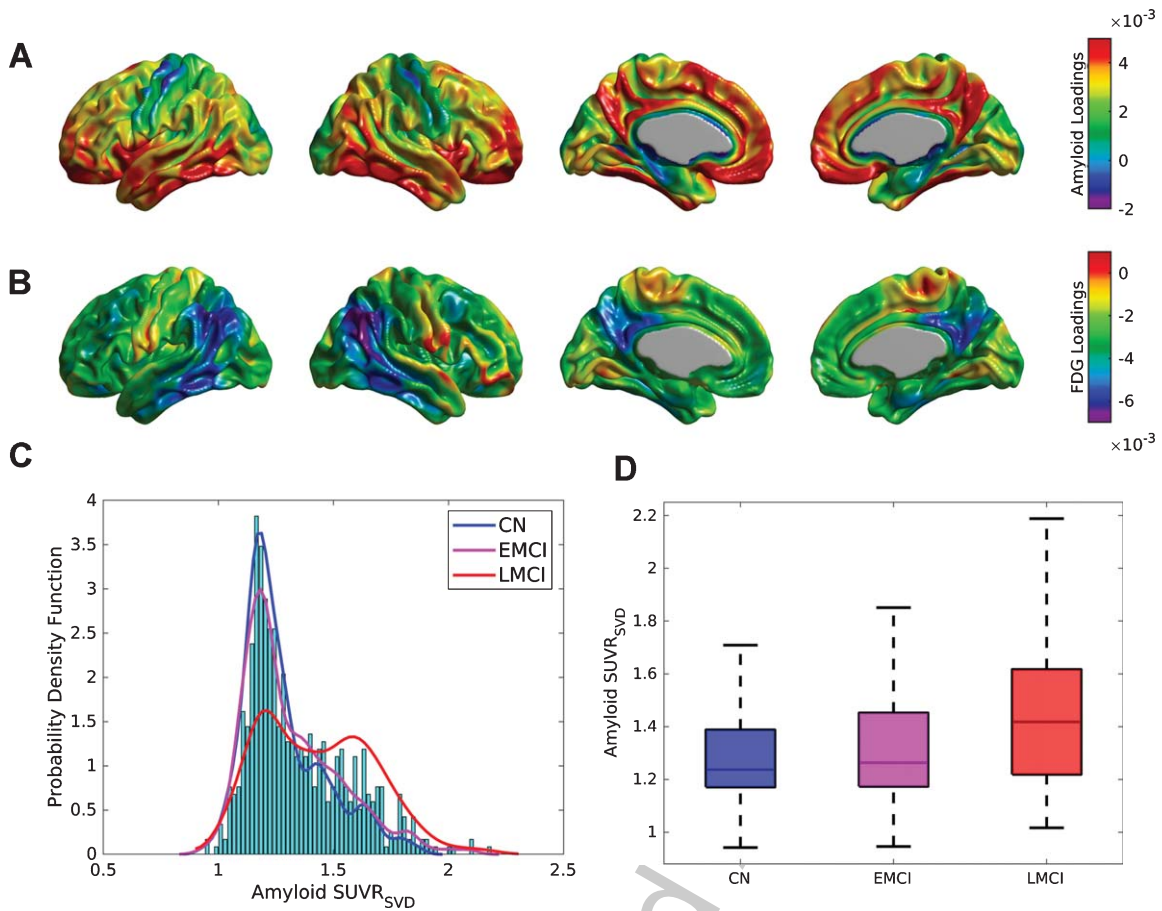 A
×10⁻³
Amyloid Loadings
4
2
0
-2
B
FDG Loadings
0
-2
-4
-6
×10⁻³
C
Probability Density Function
4
3.5
3
2.5
2
1.5
1
0.5
0
0.5 1 1.5 2 2.5
Amyloid SUVR_SVD
CN
EMCI
LMCI
D
Amyloid SUVR_SVD
2.2
2
1.8
1.6
1.4
1.2
1
CN EMCI LMCI